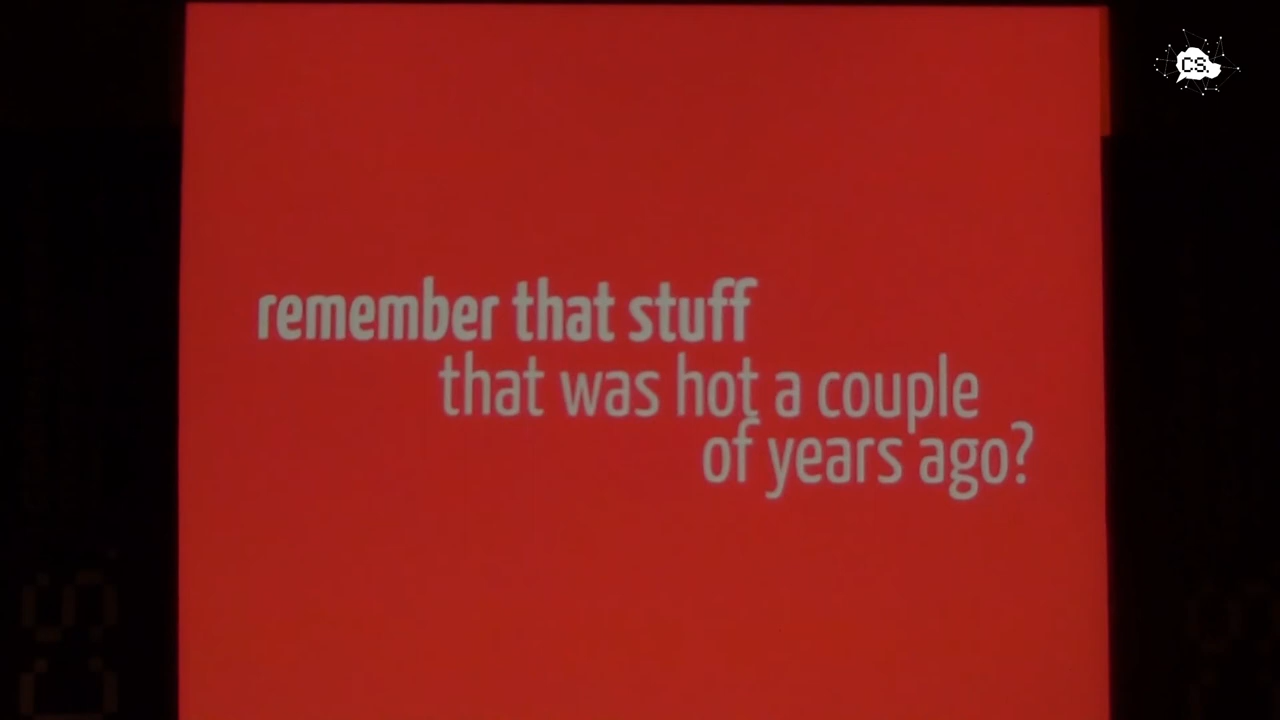 CS.
remember that stuff
that was hot a couple
of years ago?